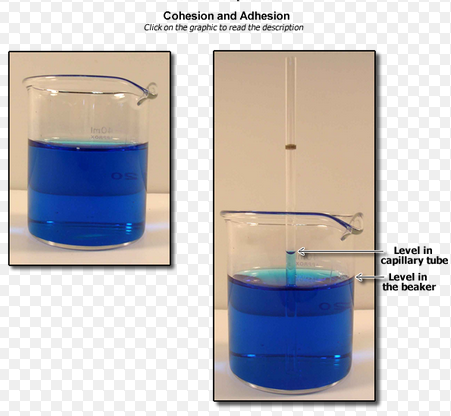 Cohesion and Adhesion
Click on the graphic to read the description
Level in
capillary tube
Level in
the beaker